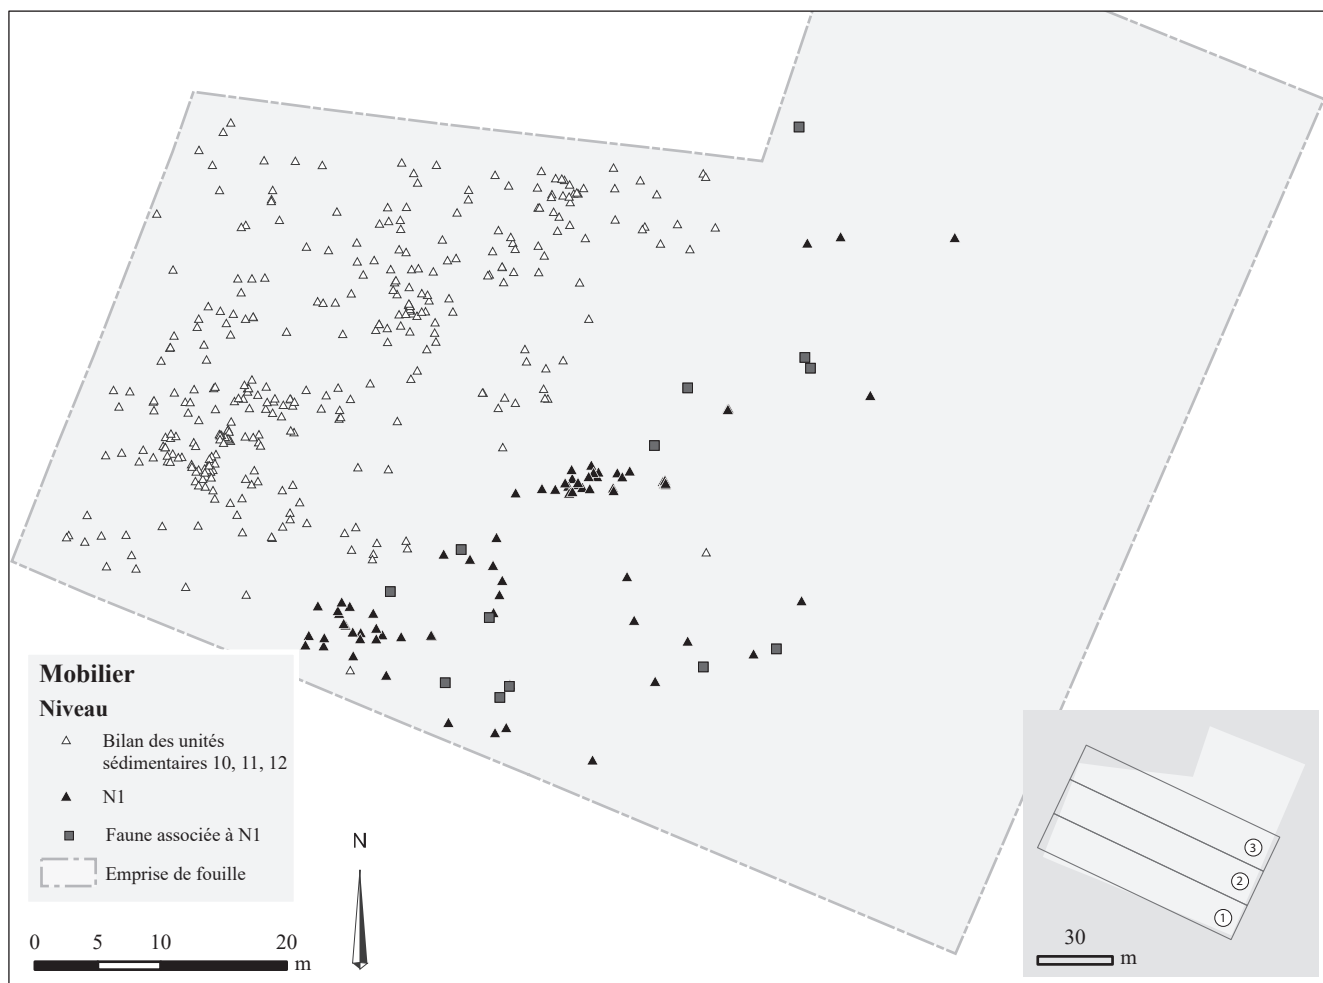 Mobilier
Niveau
Bilan des unités
sédimentaires 10, 11, 12
N1
Faune associée à N1
Emprise de fouille
N
0 5 10 20
m
3
2
1
30
m